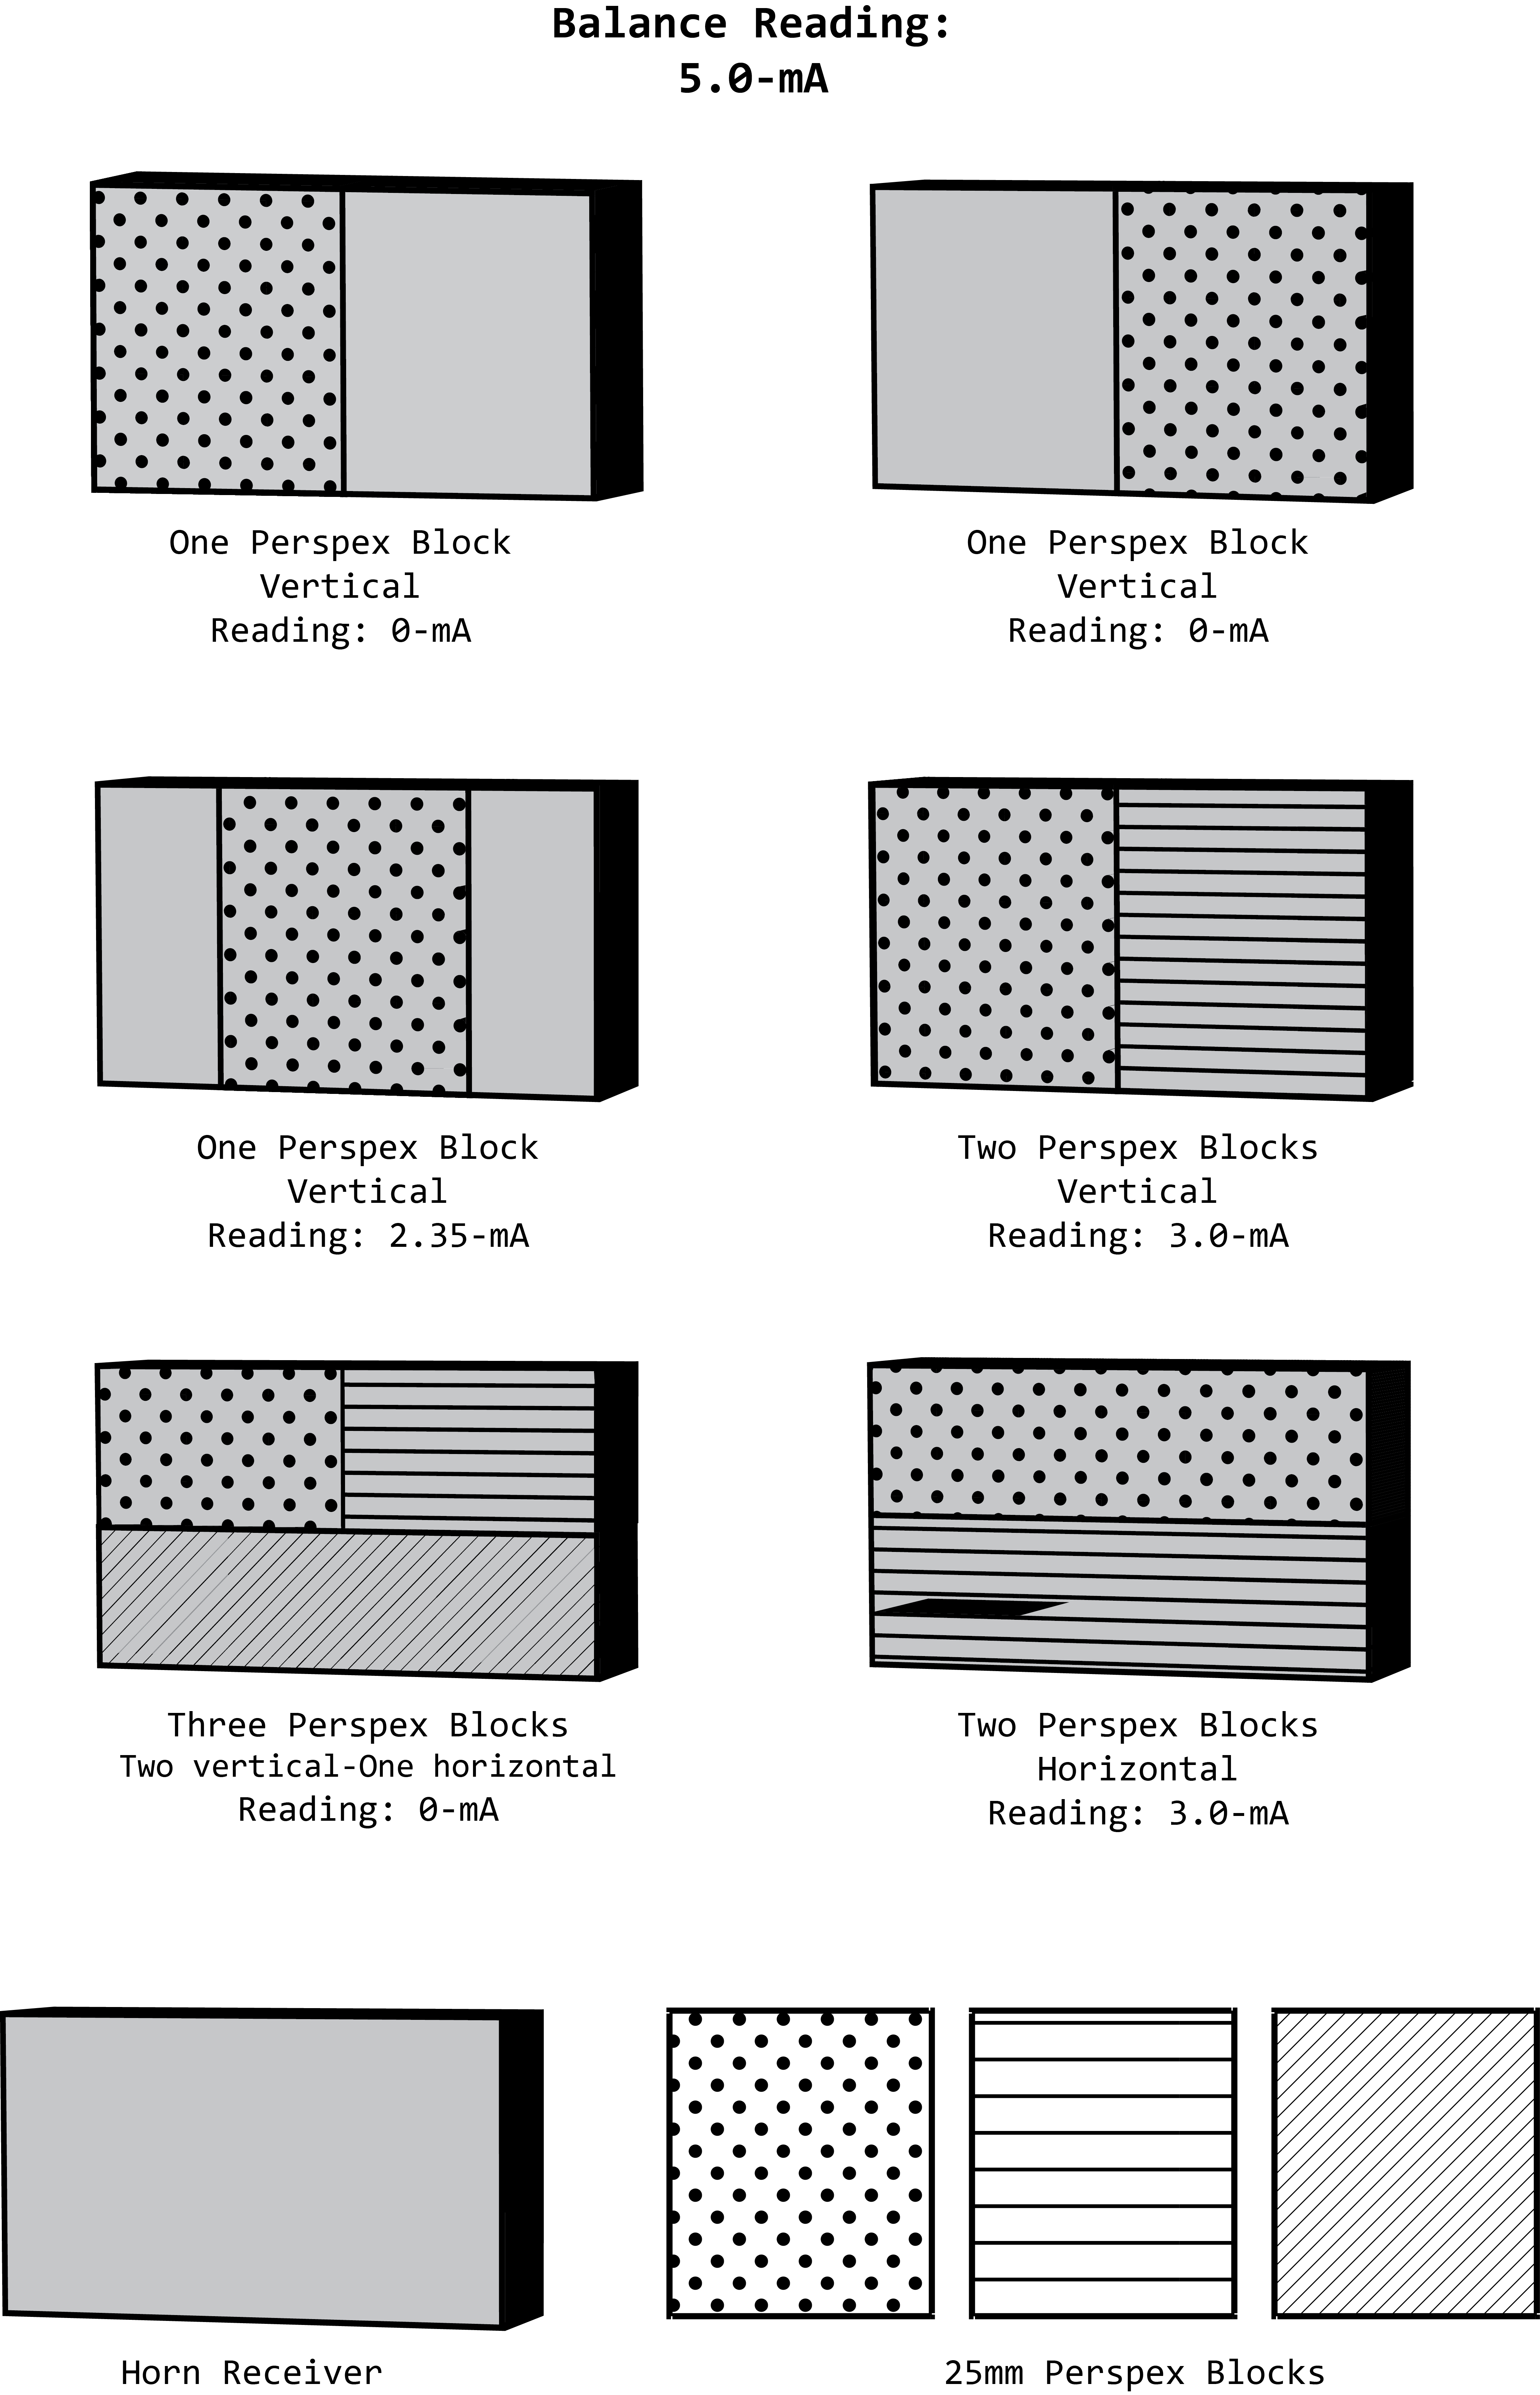 Balance Reading:
5.0-mA
One Perspex Block
Vertical
Reading: 0-mA
One Perspex Block
Vertical
Reading: 0-mA
One Perspex Block
Vertical
Reading: 2.35-mA
Two Perspex Blocks
Vertical
Reading: 3.0-mA
Three Perspex Blocks
Two vertical-One horizontal
Reading: 0-mA
Two Perspex Blocks
Horizontal
Reading: 3.0-mA
Horn Receiver
25mm Perspex Blocks